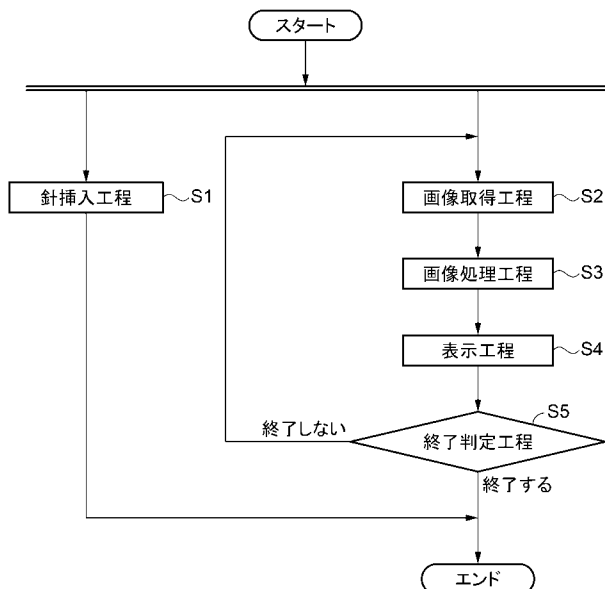 スタート
針挿入工程
S1
画像取得工程
S2
画像処理工程
S3
表示工程
S4
S5
終了しない
終了判定工程
終了する
エンド